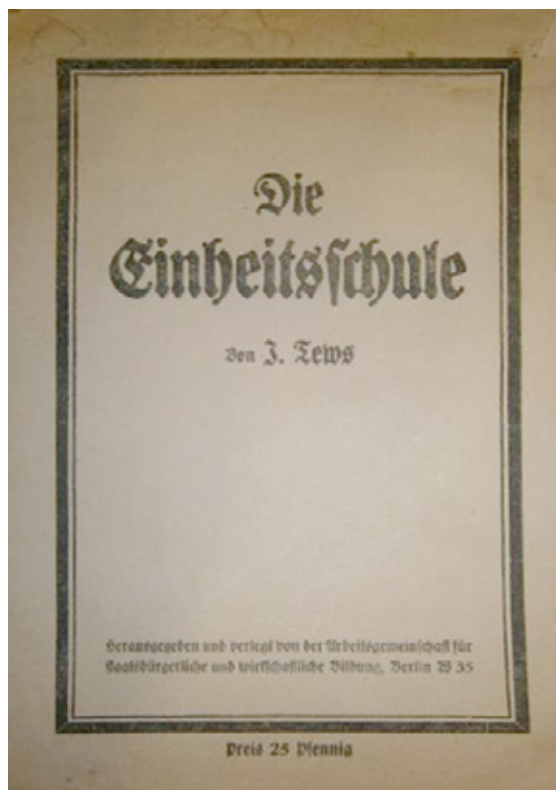 Die
Einheitsschule
Von J. Tews
Herausgegeben und verlegt von der Arbeitsgemeinschaft für
staatsbürgerliche und wirtschaftliche Bildung, Berlin W 35
Preis 25 Pfennig